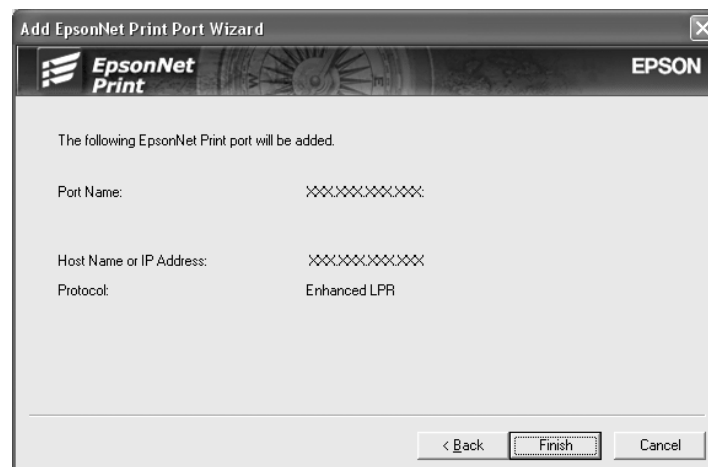 Add EpsonNet Print Port Wizard
EpsonNet
Print
EPSON
The following EpsonNet Print port will be added.
Port Name: XXX.XXX.XXX.XXX:
Host Name or IP Address: XXX.XXX.XXX.XXX
Protocol: Enhanced LPR
< Back Finish Cancel